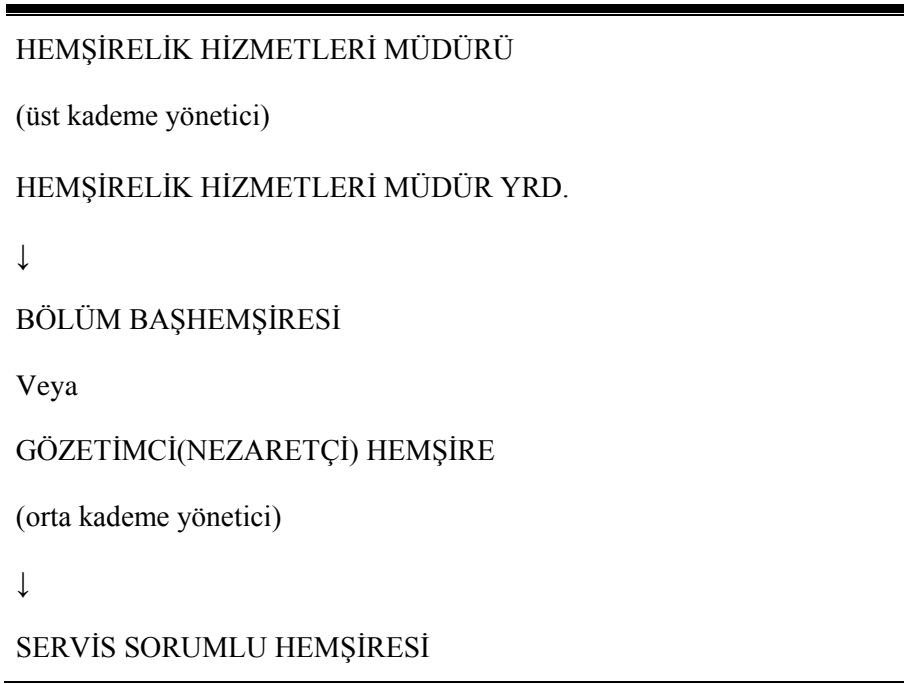 HEMŞİRELİK HİZMETLERİ MÜDÜRÜ
(üst kademe yönetici)
HEMŞİRELİK HİZMETLERİ MÜDÜR YRD.
↓
BÖLÜM BAŞHEMŞİRESİ
Veya
GÖZETİMCİ(NEZARETÇİ) HEMŞİRE
(orta kademe yönetici)
↓
SERVİS SORUMLU HEMŞİRESİ